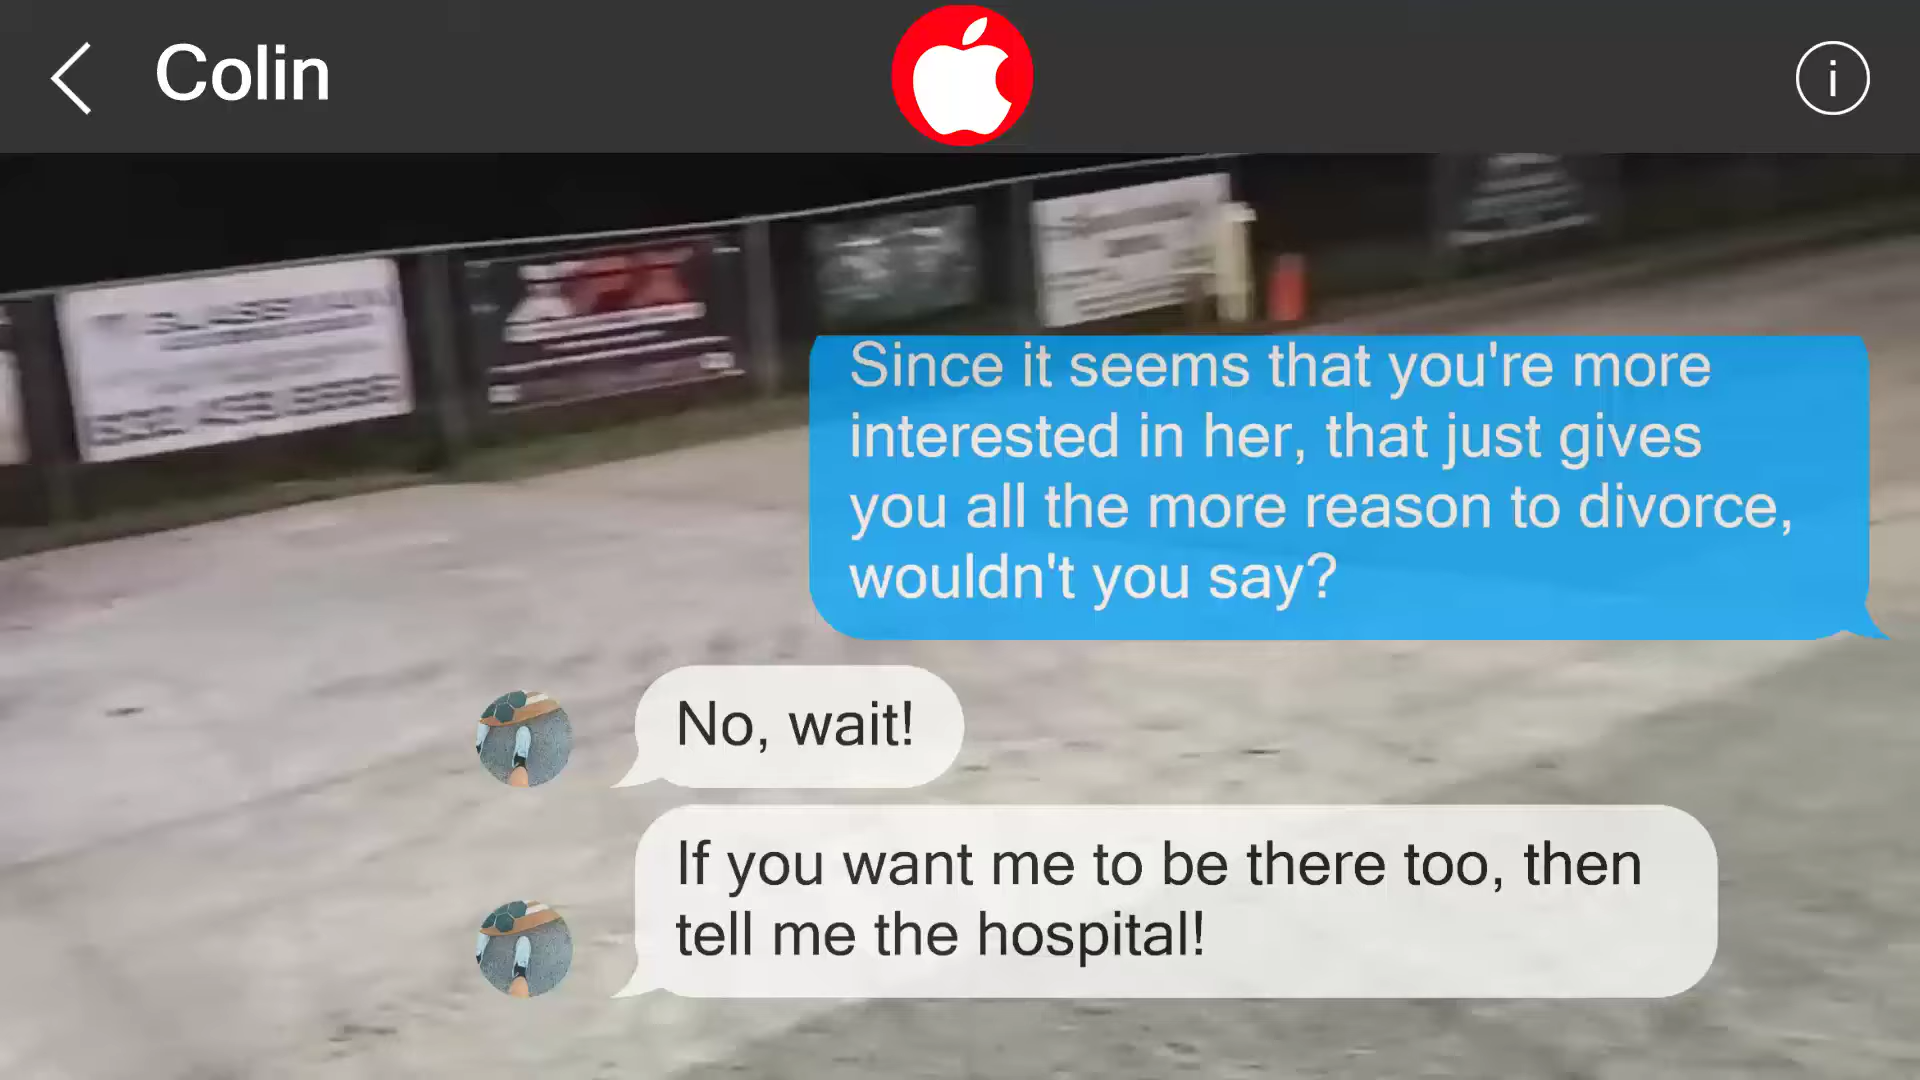 Colin
Since it seems that you're more
interested in her, that just gives
you all the more reason to divorce,
wouldn't you say?
No, wait!
If you want me to be there too, then
tell me the hospital!